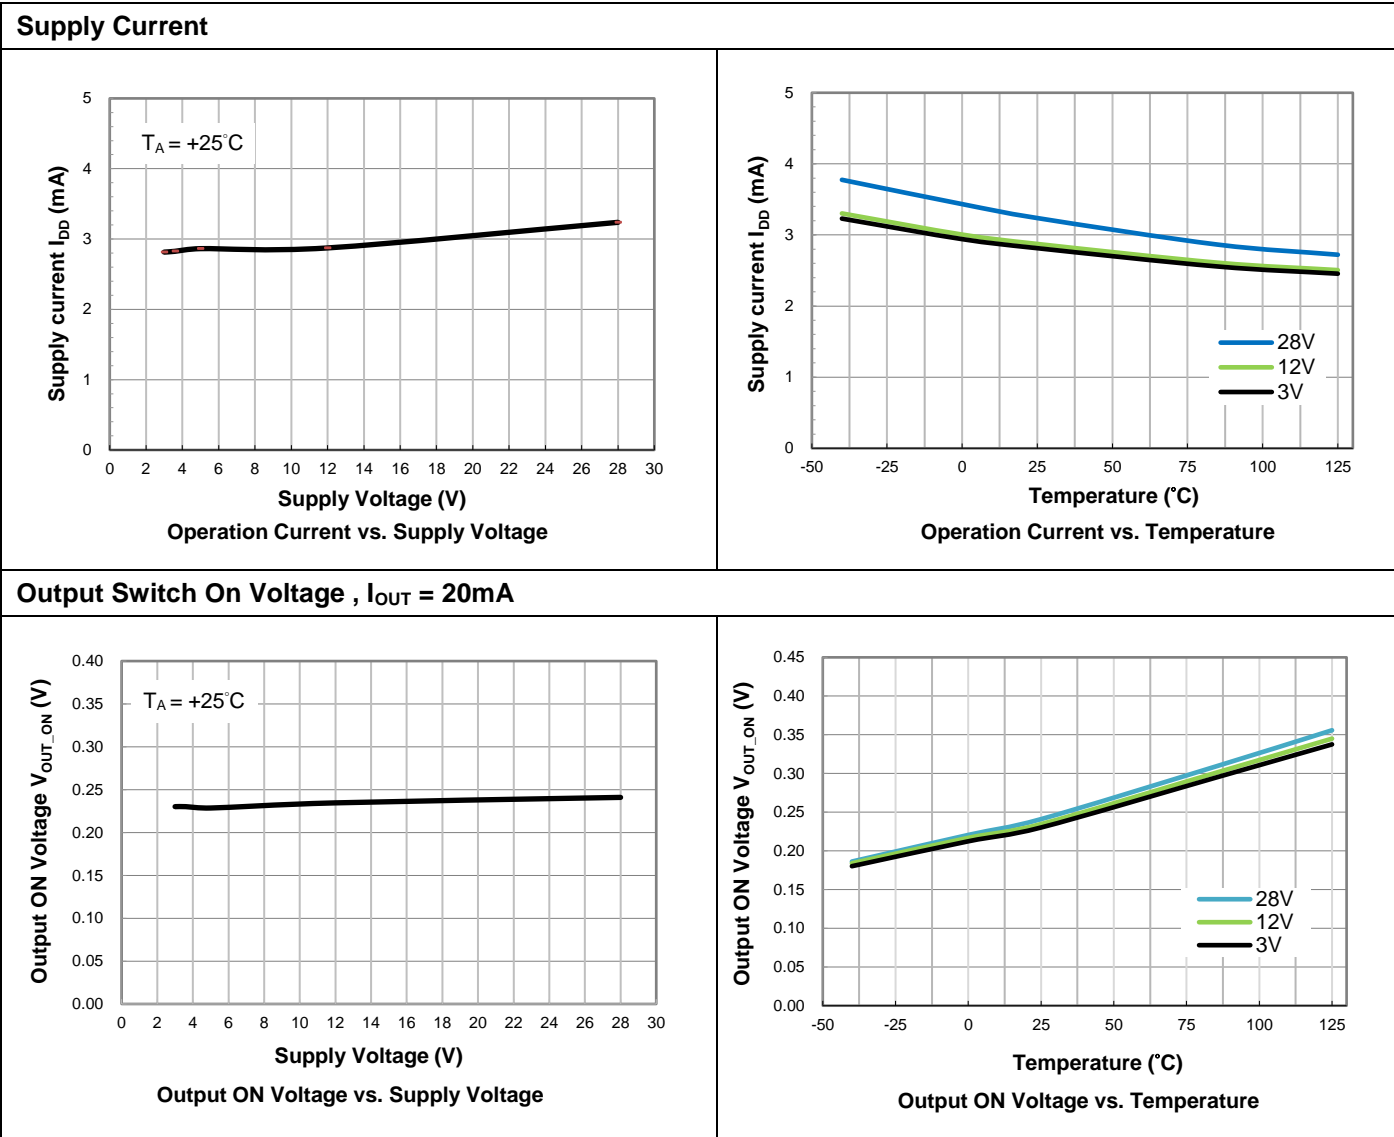 Supply Current
5
4
3
2
1
0
T_A = +25°C
Supply current I_DD (mA)
0 2 4 6 8 10 12 14 16 18 20 22 24 26 28 30
Supply Voltage (V)
Operation Current vs. Supply Voltage
5
4
3
2
1
0
Supply current I_DD (mA)
28V
12V
3V
-50 -25 0 25 50 75 100 125
Temperature (°C)
Operation Current vs. Temperature
Output Switch On Voltage , I_OUT = 20mA
0.40
0.35
0.30
0.25
0.20
0.15
0.10
0.05
0.00
T_A = +25°C
Output ON Voltage V_OUT_ON (V)
0 2 4 6 8 10 12 14 16 18 20 22 24 26 28 30
Supply Voltage (V)
Output ON Voltage vs. Supply Voltage
0.45
0.40
0.35
0.30
0.25
0.20
0.15
0.10
0.05
0.00
Output ON Voltage V_OUT_ON (V)
28V
12V
3V
-50 -25 0 25 50 75 100 125
Temperature (°C)
Output ON Voltage vs. Temperature